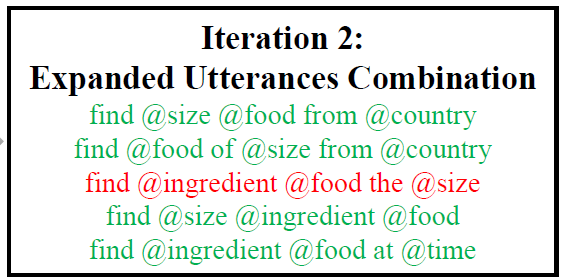 Iteration 2:
Expanded Utterances Combination
find @size @food from @country
find @food of @size from @country
find @ingredient @food the @size
find @size @ingredient @food
find @ingredient @food at @time